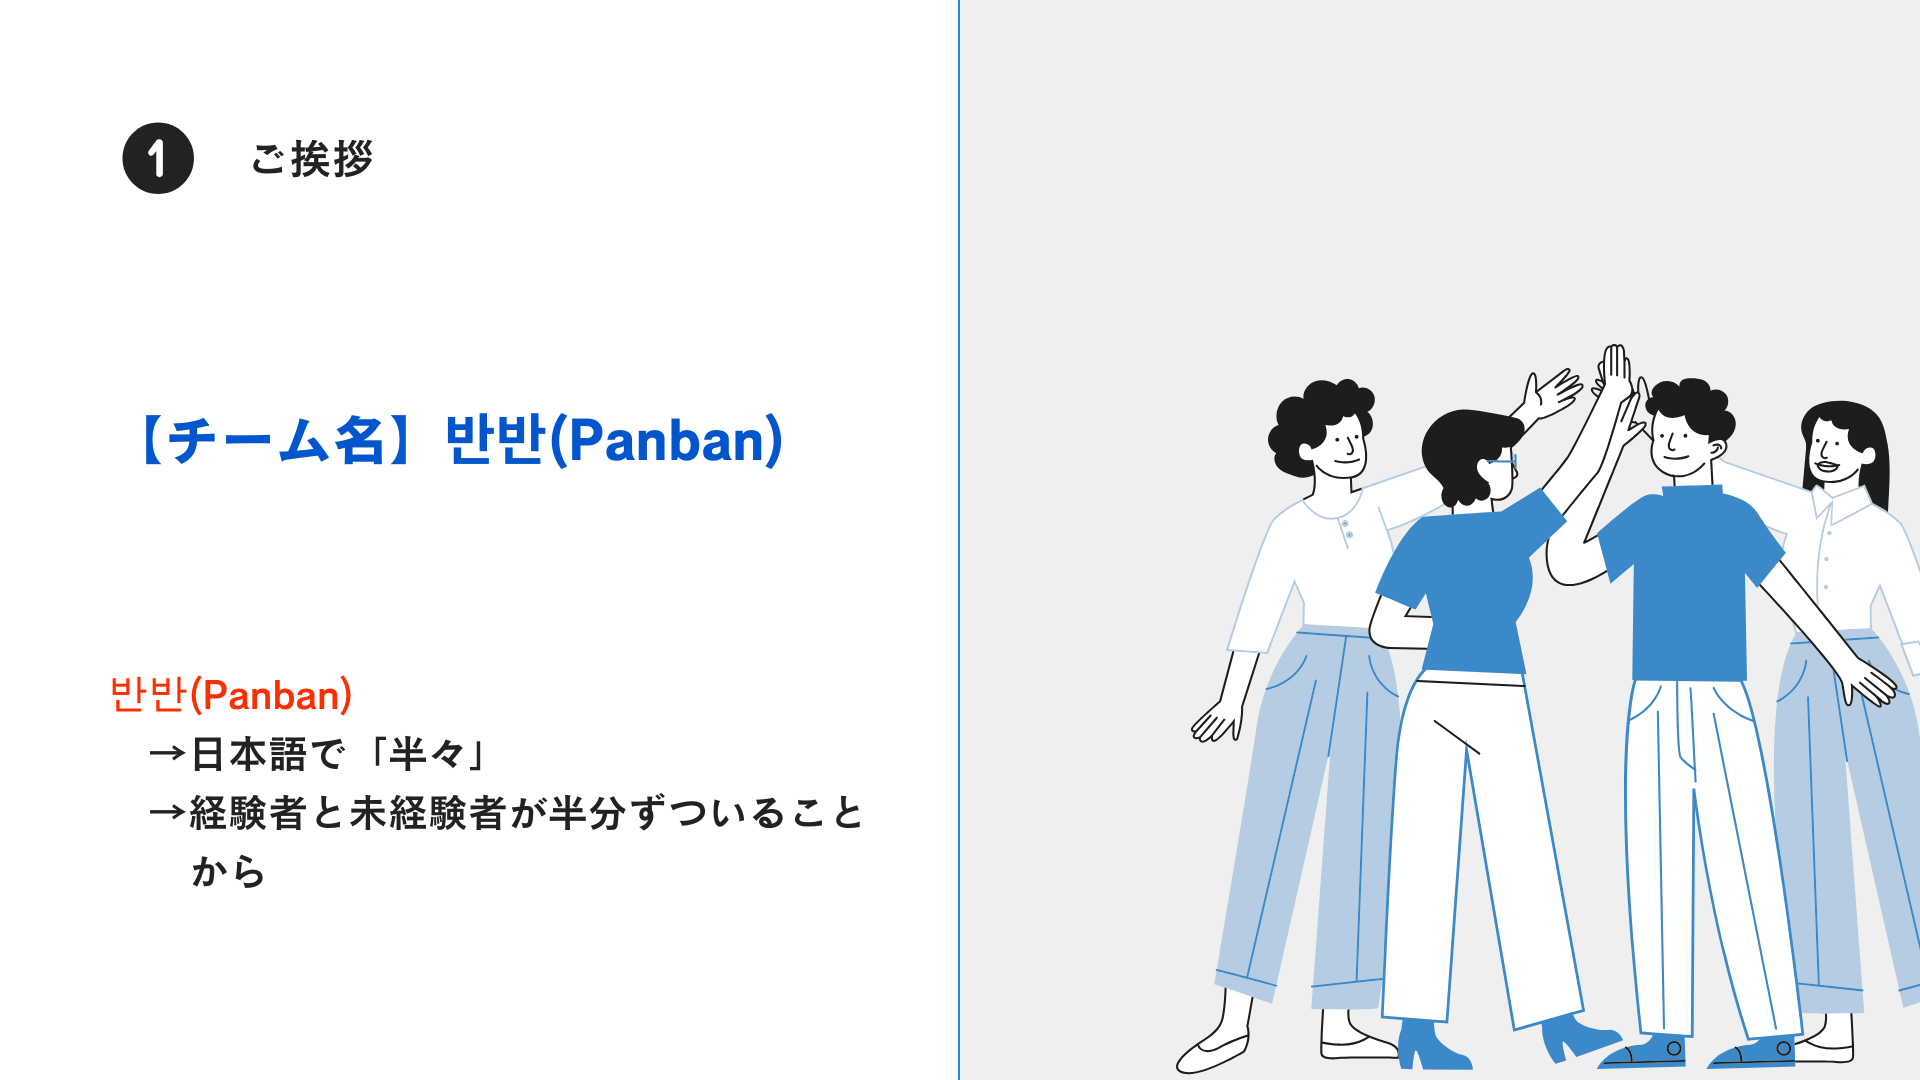 1 ご挨拶
【チーム名】반반(Panban)
반반(Panban)
→日本語で「半々」
→経験者と未経験者が半分ずついること
から